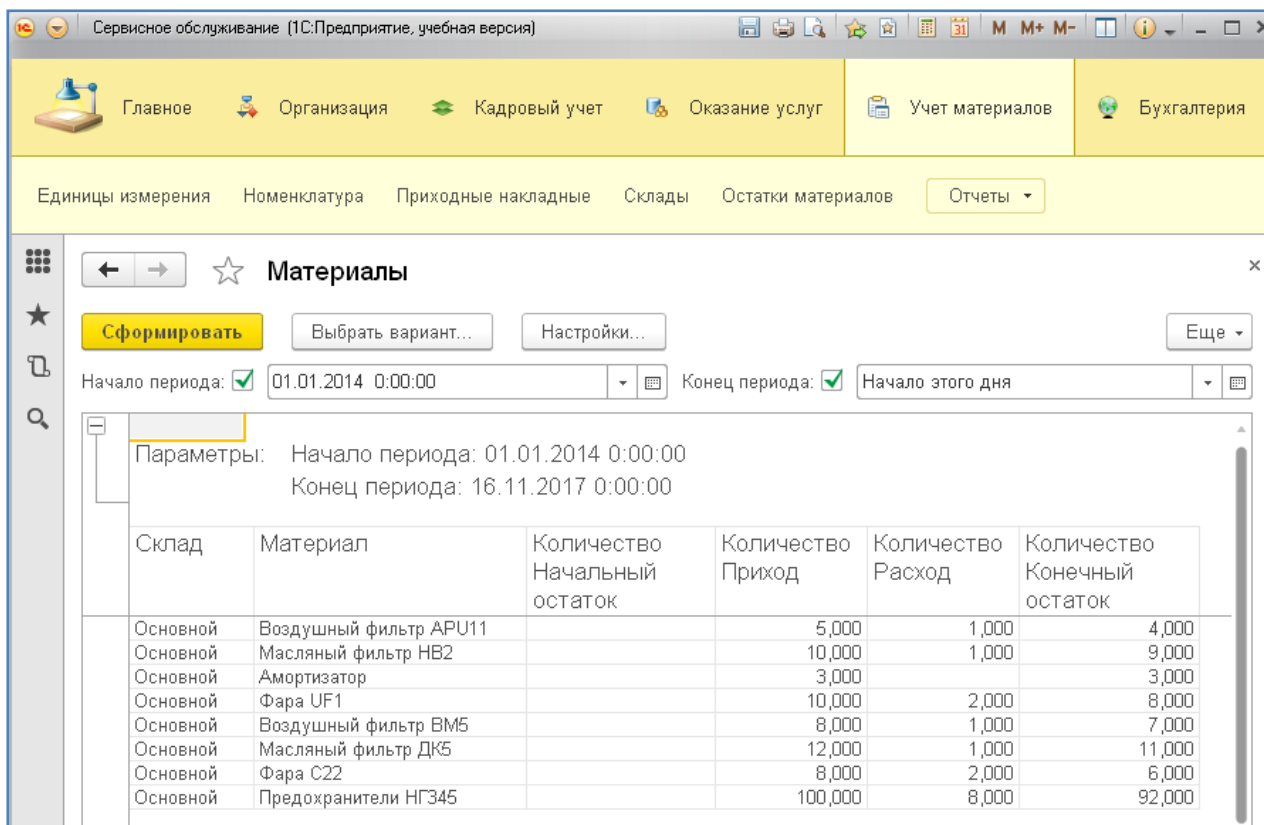 Сервисное обслуживание (1С:Предприятие, учебная версия) 31 M M+ M-
Главное Организация Кадровый учет Оказание услуг Учет материалов Бухгалтерия
Единицы измерения Номенклатура Приходные накладные Склады Остатки материалов Отчеты
Материалы
Сформировать Выбрать вариант... Настройки... Еще
Начало периода: 01.01.2014 0:00:00 Конец периода: Начало этого дня
Параметры: Начало периода: 01.01.2014 0:00:00
Конец периода: 16.11.2017 0:00:00
Склад Материал Количество Количество Количество Количество
Начальный Приход Расход Конечный
остаток остаток
Основной Воздушный фильтр APU11 5,000 1,000 4,000
Основной Масляный фильтр НВ2 10,000 1,000 9,000
Основной Амортизатор 3,000 3,000
Основной Фара UF1 10,000 2,000 8,000
Основной Воздушный фильтр ВМ5 8,000 1,000 7,000
Основной Масляный фильтр ДК5 12,000 1,000 11,000
Основной Фара С22 8,000 2,000 6,000
Основной Предохранители НГ345 100,000 8,000 92,000